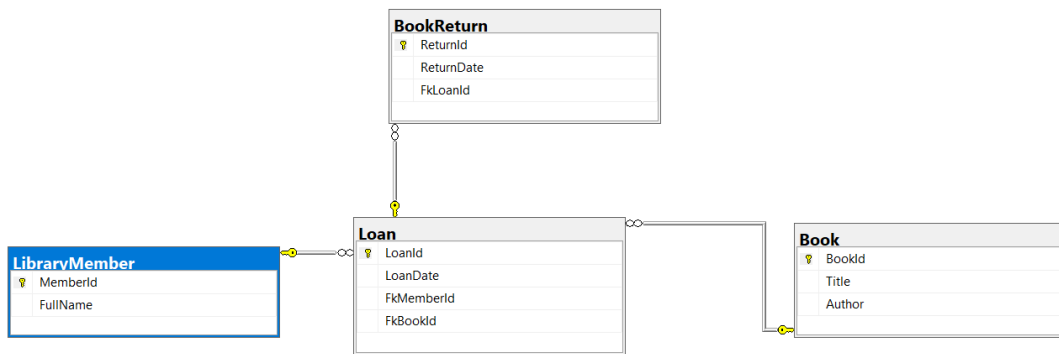 BookReturn
ReturnId
ReturnDate
FkLoanId
LibraryMember
MemberId
FullName
Loan
LoanId
LoanDate
FkMemberId
FkBookId
Book
BookId
Title
Author